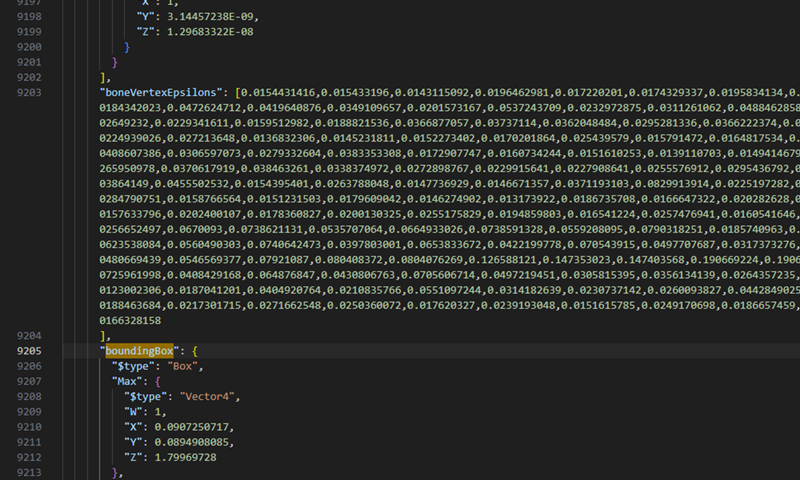 9197 "X": 1,
9198 "Y": 3.14457238E-09,
9199 "Z": 1.29683322E-08
9200 }
9201 }
9202 ],
9203 "boneVertexEpsilons": [0.0154431416,0.015433196,0.0143115092,0.0196462981,0.017220201,0.0174329337,0.0195834134,0.0
0184342023,0.0472624712,0.0419640876,0.0349109657,0.0201573167,0.0537243709,0.0232972875,0.0311261062,0.0488462858
02649232,0.0229341611,0.0159512982,0.0188821536,0.0366877057,0.03737114,0.0362048484,0.0295281336,0.0366222374,0.0
0224939026,0.027213648,0.0136832306,0.0145231811,0.0152273402,0.0170201864,0.025439579,0.015791472,0.0164817534,0.
0408607386,0.0306597073,0.0279332604,0.0383353308,0.0172907747,0.0160734244,0.0151610253,0.0139110703,0.0149414679
265950978,0.0370617919,0.038463261,0.0338374972,0.0272898767,0.0229915641,0.0227908641,0.0255576912,0.0295436792,0
03864149,0.0455502532,0.0154395401,0.0263788048,0.0147736929,0.0146671357,0.0371193103,0.0829913914,0.0225197282,0
0284790751,0.0158766564,0.0151231503,0.0179609042,0.0146274902,0.013173922,0.0186735708,0.0166647322,0.020282628,0
0157633796,0.0202400107,0.0178360827,0.0200130325,0.0255175829,0.0194859803,0.016541224,0.0257476941,0.0160541646,
0256652497,0.0670093,0.0738621131,0.0535707064,0.0664933026,0.0738591328,0.0559208095,0.0790318251,0.0185740963,0.
0623538084,0.0560490303,0.0740642473,0.0397803001,0.0653833672,0.0422199778,0.070543915,0.0497707687,0.0317373276,
0480669439,0.0546569377,0.07921087,0.080408372,0.0804076269,0.126588121,0.147353023,0.147403568,0.190669224,0.1906
0725961998,0.0408429168,0.064876847,0.0430806763,0.0705606714,0.0497219451,0.0305815395,0.0356134139,0.0264357235,
0123002306,0.0187041201,0.0404920764,0.0210835766,0.0551097244,0.0314182639,0.0230737142,0.0260093827,0.0442849025
0188463684,0.0217301715,0.0271662548,0.0250360072,0.017620327,0.0239193048,0.0151615785,0.0249170698,0.0186657459,
0166328158
9204 ],
9205 "boundingBox": {
9206 "$type": "Box",
9207 "Max": {
9208 "$type": "Vector4",
9209 "W": 1,
9210 "X": 0.0907250717,
9211 "Y": 0.0894908085,
9212 "Z": 1.79969728
9213 },